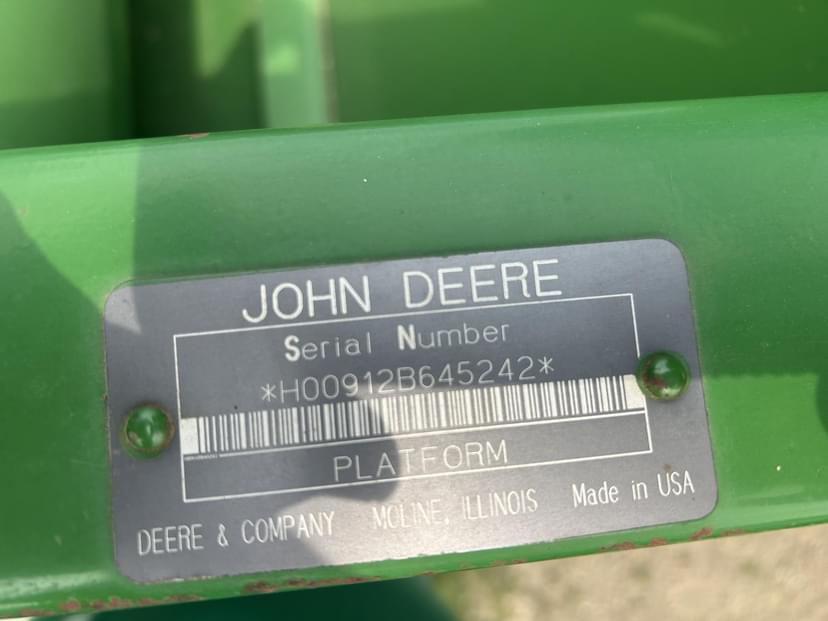 JOHN DEERE
Serial Number
*H00912B645242*
PLATFORM
DEERE & COMPANY MOLINE, ILLINOIS Made in USA